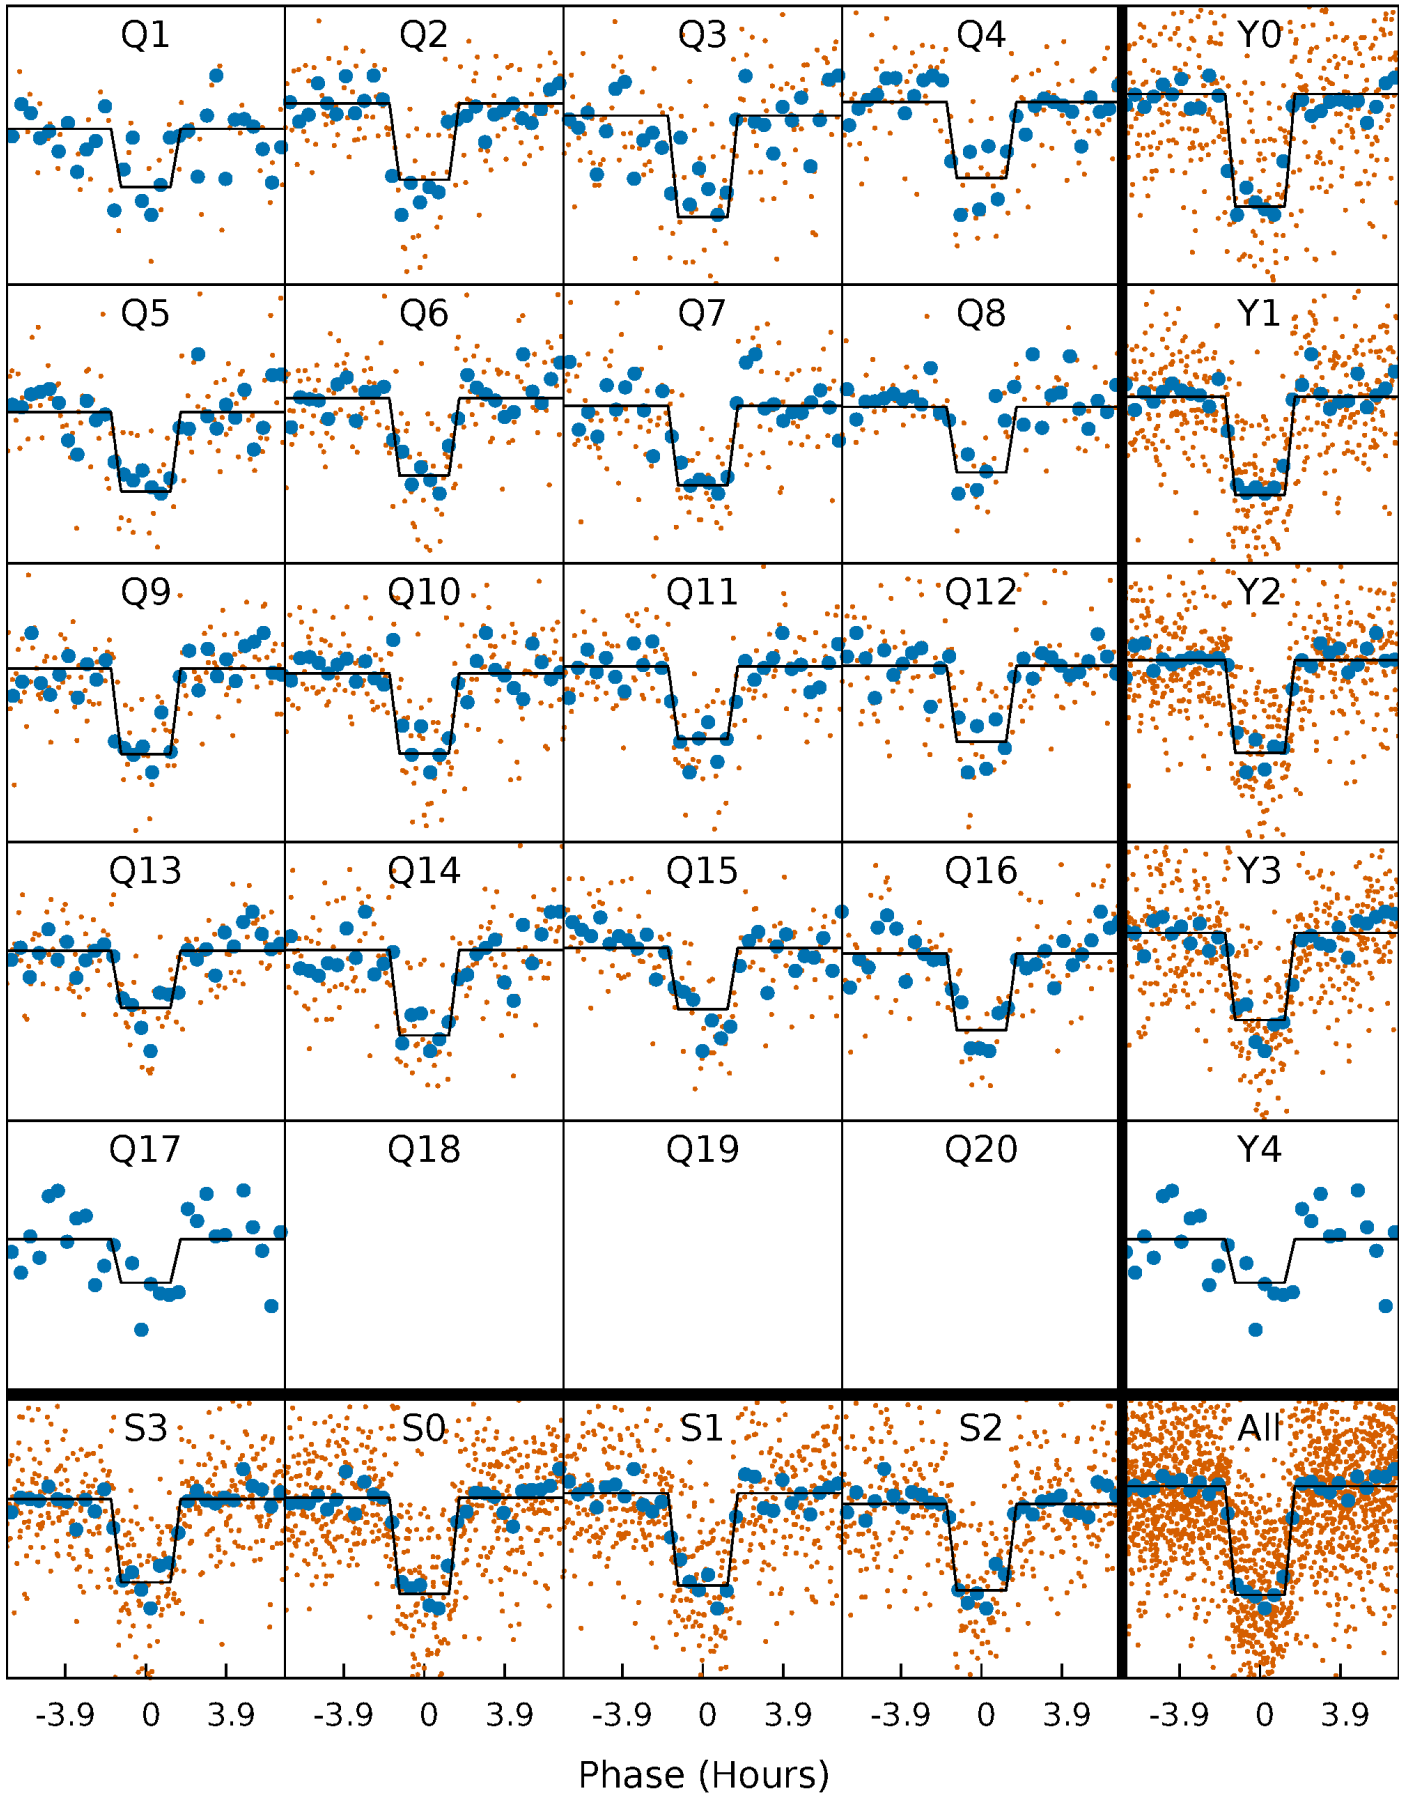 Q1 Q2 Q3 Q4 Y0
Q5 Q6 Q7 Q8 Y1
Q9 Q10 Q11 Q12 Y2
Q13 Q14 Q15 Q16 Y3
Q17 Q18 Q19 Q20 Y4
S3 S0 S1 S2 All
-3.9 0 3.9 -3.9 0 3.9 -3.9 0 3.9 -3.9 0 3.9 -3.9 0 3.9
Phase (Hours)